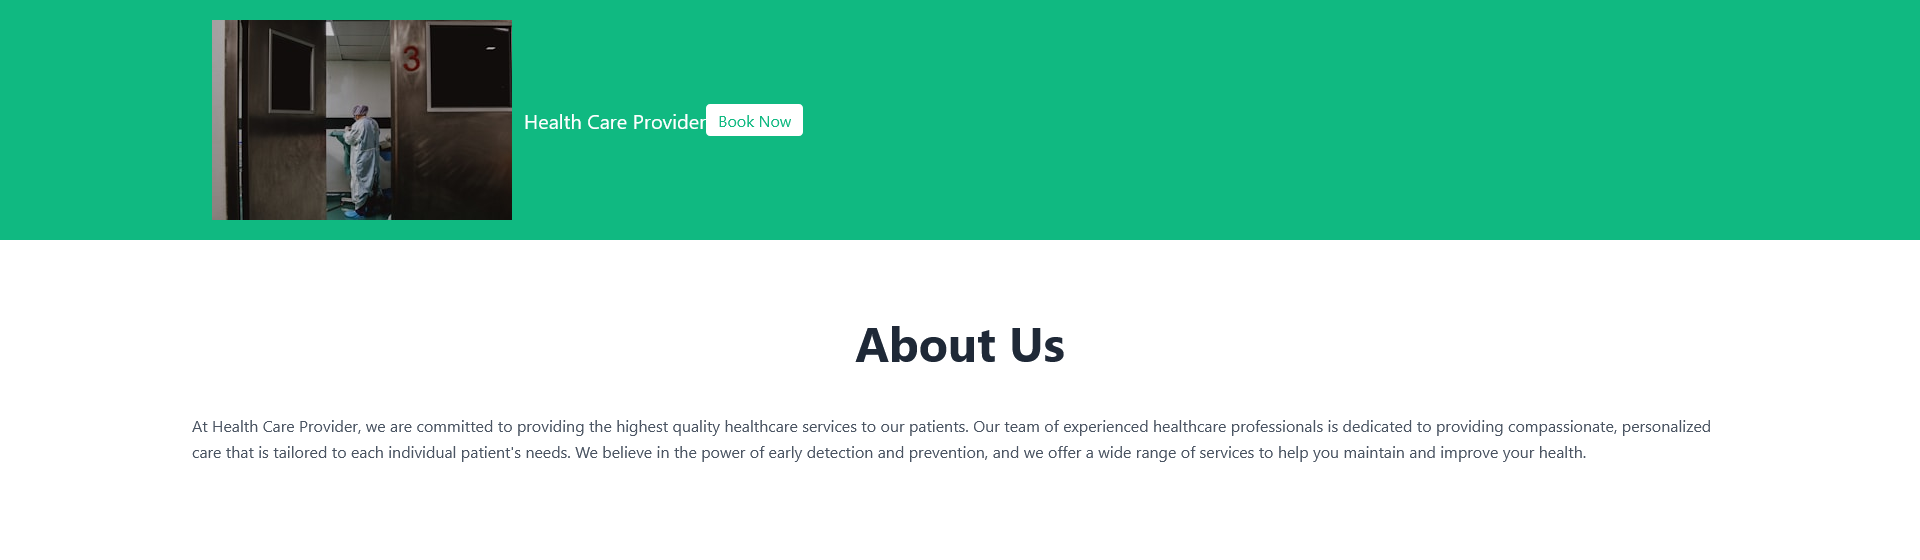 3
Health Care Provider
Book Now
About Us
At Health Care Provider, we are committed to providing the highest quality healthcare services to our patients. Our team of experienced healthcare professionals is dedicated to providing compassionate, personalized
care that is tailored to each individual patient's needs. We believe in the power of early detection and prevention, and we offer a wide range of services to help you maintain and improve your health.